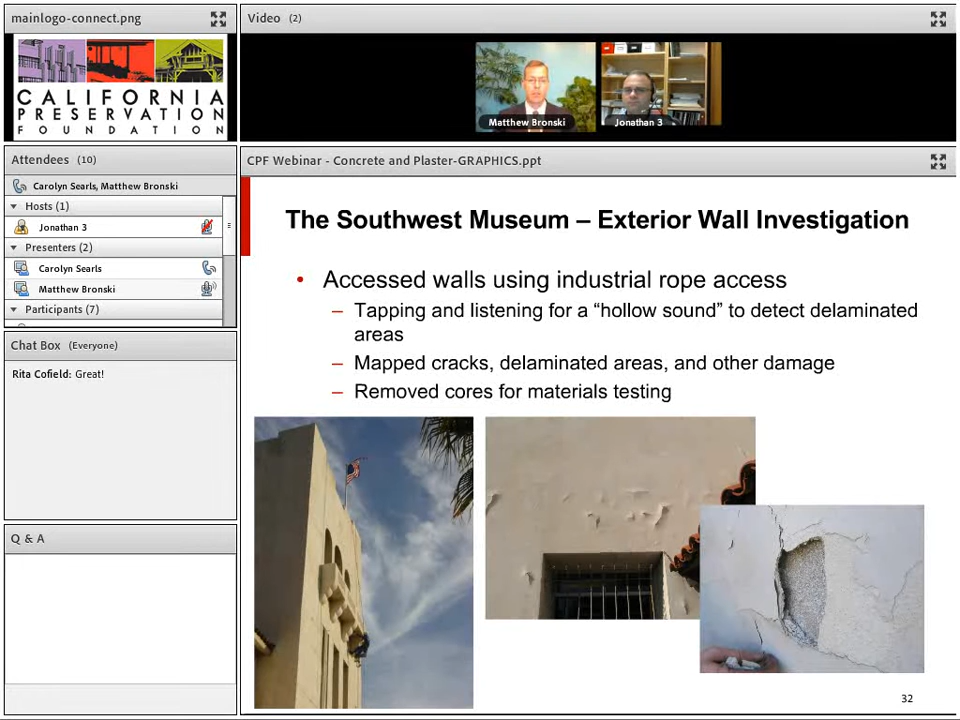 mainlogo-connect.png
CALIFORNIA
PRESERVATION
FOUNDATION
Video (2)
Matthew Bronski
Jonathan 3
Attendees (10)
Carolyn Searls, Matthew Bronski
Hosts (1)
Jonathan 3
Presenters (2)
Carolyn Searls
Matthew Bronski
Participants (7)
Chat Box (Everyone)
Rita Cofield: Great!
Q & A
CPF Webinar - Concrete and Plaster-GRAPHICS.ppt
The Southwest Museum – Exterior Wall Investigation
• Accessed walls using industrial rope access
– Tapping and listening for a “hollow sound” to detect delaminated
areas
– Mapped cracks, delaminated areas, and other damage
– Removed cores for materials testing
32